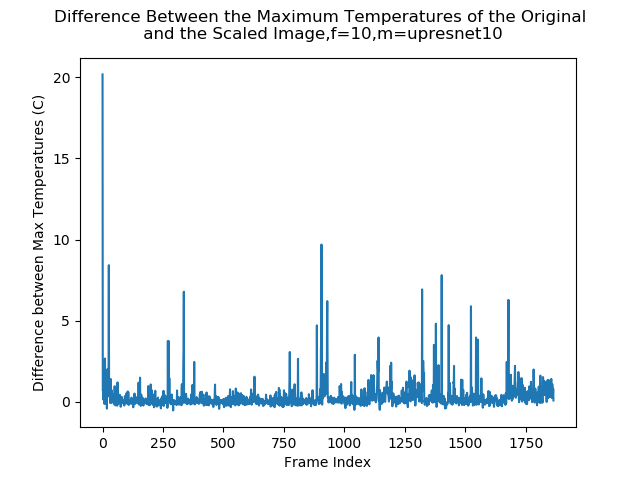 Difference Between the Maximum Temperatures of the Original
and the Scaled Image,f=10,m=upresnet10
20
15
10
5
0
Difference between Max Temperatures (C)
0 250 500 750 1000 1250 1500 1750
Frame Index